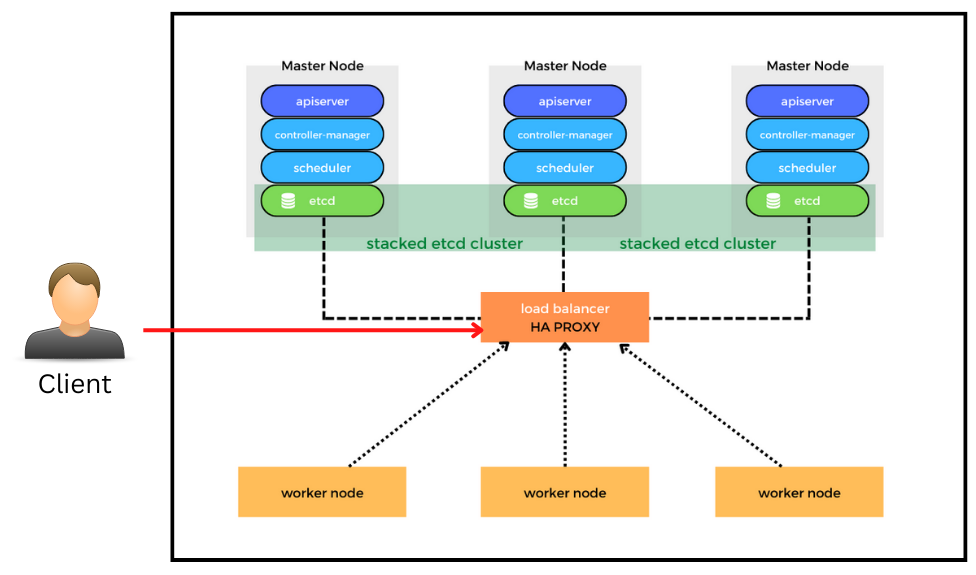 Master Node
Master Node
Master Node
apiserver
apiserver
apiserver
controller-manager
controller-manager
controller-manager
scheduler
scheduler
scheduler
etcd
etcd
etcd
stacked etcd cluster
stacked etcd cluster
load balancer
HA PROXY
Client
worker node
worker node
worker node